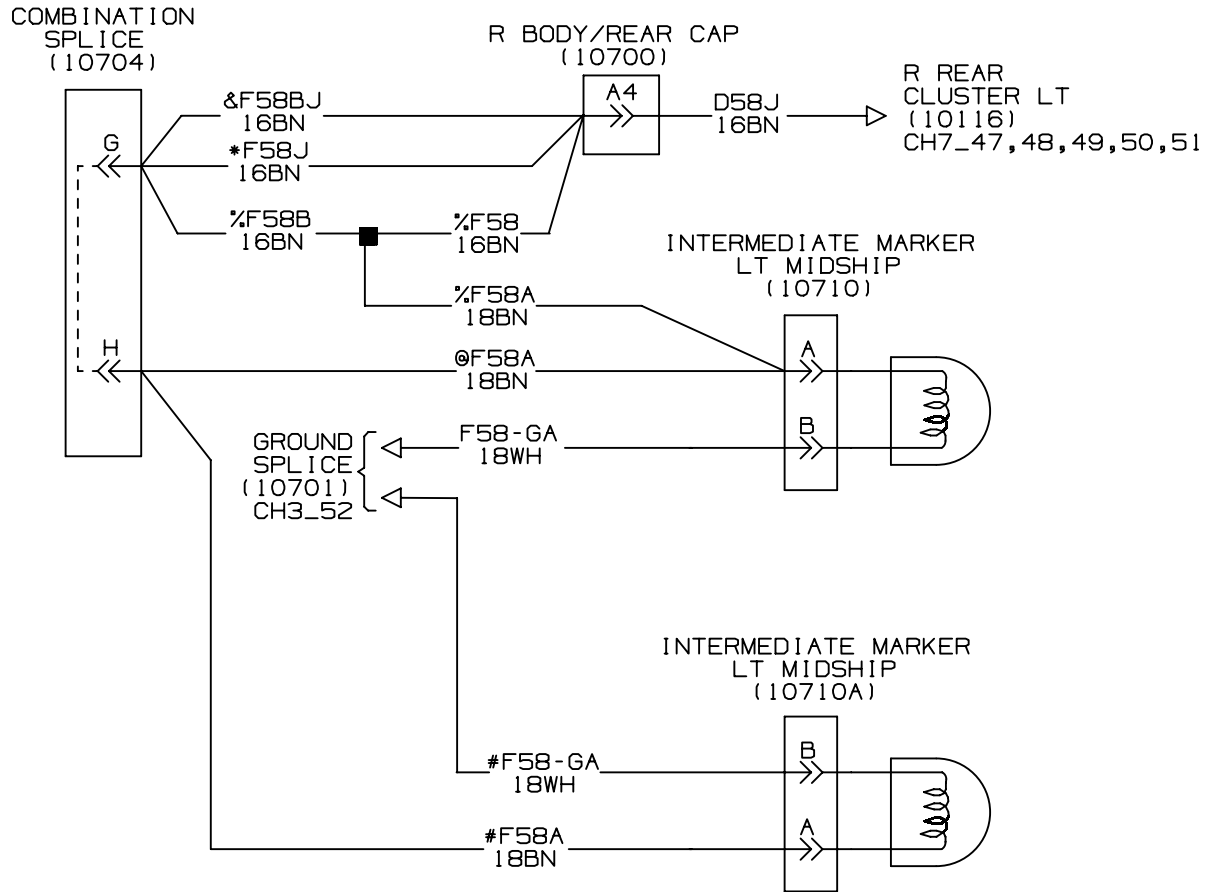 COMBINATION
SPLICE
(10704)
R BODY/REAR CAP
(10700)
A4
R REAR
CLUSTER LT
(10116)
CH7_47,48,49,50,51
&F58BJ
16BN
D58J
16BN
G
*F58J
16BN
%F58B
16BN
%F58
16BN
INTERMEDIATE MARKER
LT MIDSHIP
(10710)
%F58A
18BN
H
@F58A
18BN
A
GROUND
SPLICE
(10701)
CH3_52
F58-GA
18WH
B
INTERMEDIATE MARKER
LT MIDSHIP
(10710A)
#F58-GA
18WH
B
#F58A
18BN
A